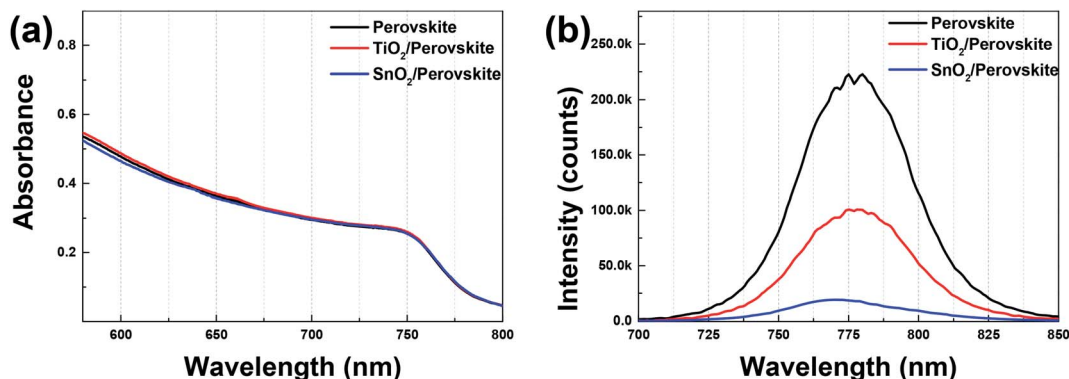 (a)
Perovskite
TiO₂/Perovskite
SnO₂/Perovskite
Absorbance
0.8
0.6
0.4
0.2
600 650 700 750 800
Wavelength (nm)
(b)
Perovskite
TiO₂/Perovskite
SnO₂/Perovskite
Intensity (counts)
250.0k
200.0k
150.0k
100.0k
50.0k
0.0
700 725 750 775 800 825 850
Wavelength (nm)